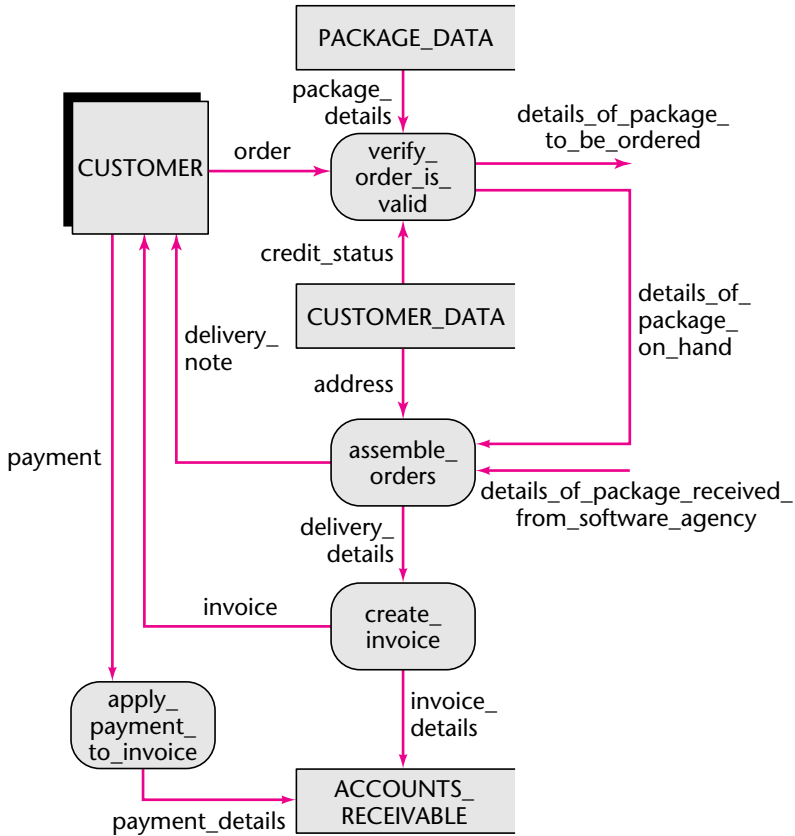 PACKAGE_DATA
package_
details
details_of_package_
to_be_ordered
CUSTOMER
order
verify_
order_is_
valid
credit_status
CUSTOMER_DATA
details_of_
package_
on_hand
delivery_
note
address
payment
assemble_
orders
details_of_package_received_
from_software_agency
delivery_
details
invoice
create_
invoice
apply_
payment_
to_invoice
invoice_
details
ACCOUNTS_
RECEIVABLE
payment_details